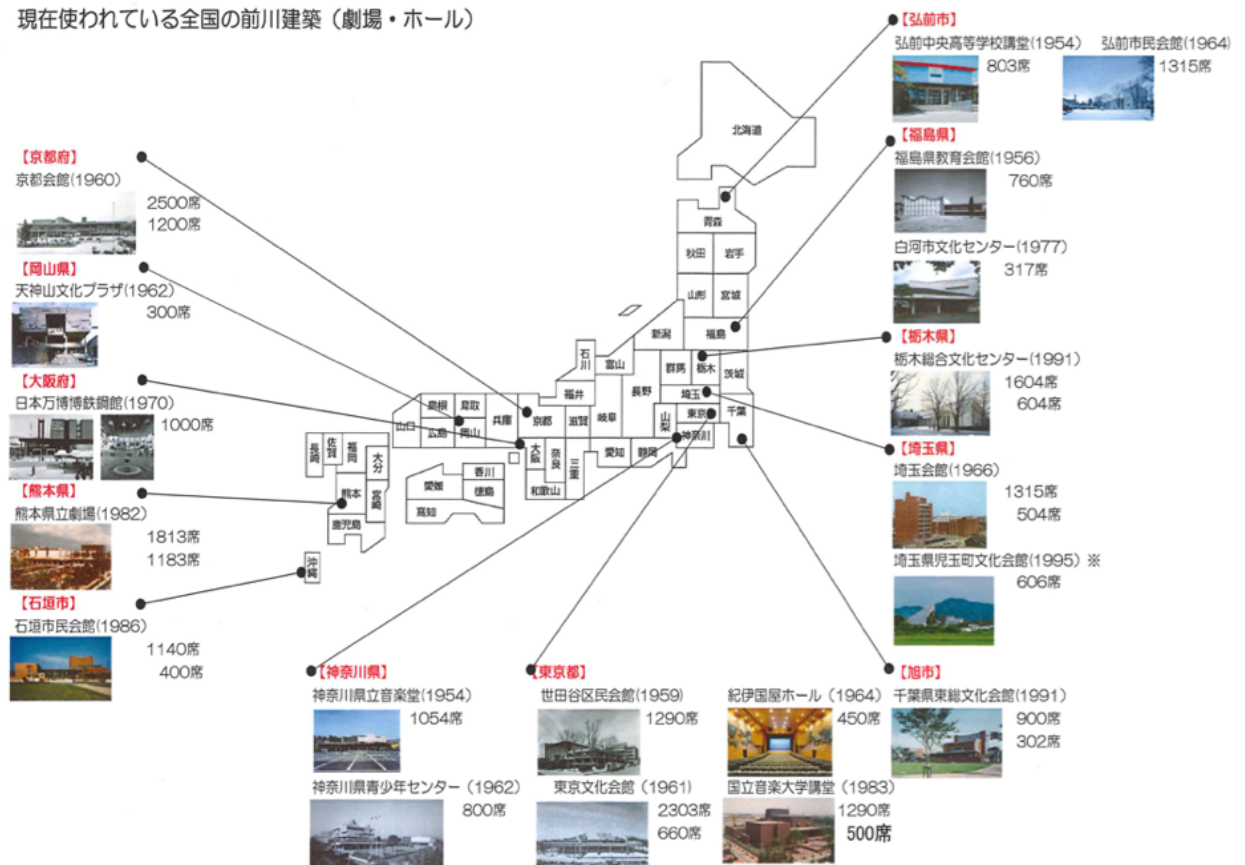 現在使われている全国の前川建築（劇場・ホール）
【京都府】
京都会館(1960)
2500席
1200席
【岡山県】
天神山文化プラザ(1962)
300席
【大阪府】
日本万博博鉄鋼館(1970)
1000席
【熊本県】
熊本県立劇場(1982)
1813席
1183席
【石垣市】
石垣市民会館(1986)
1140席
400席
北海道
青森
秋田 岩手
山形 宮城
新潟 福島
石川 富山 群馬 栃木 茨城
福井 長野 埼玉
島根 鳥取 兵庫 京都 滋賀 岐阜 山梨 東京 千葉
山口 広島 岡山 神奈川
大阪 奈良 三重 愛知 静岡
和歌山
長崎 佐賀 福岡 大分
熊本 宮崎
鹿児島
愛媛 香川
高知 徳島
沖縄
【神奈川県】
神奈川県立音楽堂(1954)
1054席
神奈川県青少年センター（1962）
800席
【東京都】
世田谷区民会館(1959)
1290席
紀伊国屋ホール（1964）
450席
東京文化会館（1961）
2303席
660席
国立音楽大学講堂（1983）
1290席
500席
【弘前市】
弘前中央高等学校講堂(1954) 弘前市民会館(1964)
803席 1315席
【福島県】
福島県教育会館(1956)
760席
白河市文化センター(1977)
317席
【栃木県】
栃木総合文化センター(1991)
1604席
604席
【埼玉県】
埼玉会館(1966)
1315席
504席
埼玉県児玉町文化会館(1995) ※
606席
【旭市】
千葉県東総文化会館(1991)
900席
302席